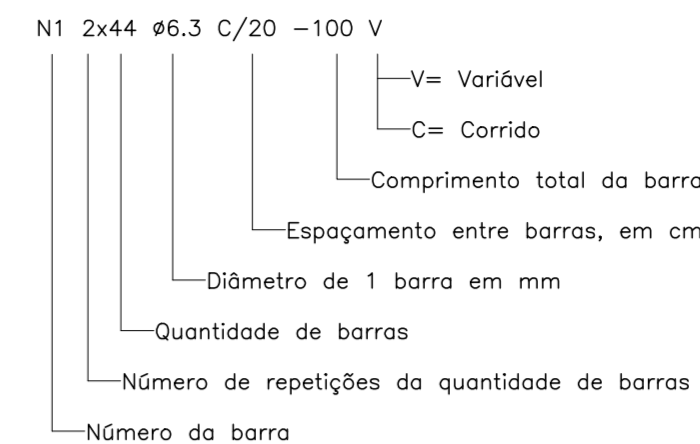 N1 2x44 ø6.3 C/20 -100 V
V= Variável
C= Corrido
Comprimento total da barra
Espaçamento entre barras, em cm
Diâmetro de 1 barra em mm
Quantidade de barras
Número de repetições da quantidade de barras
Número da barra